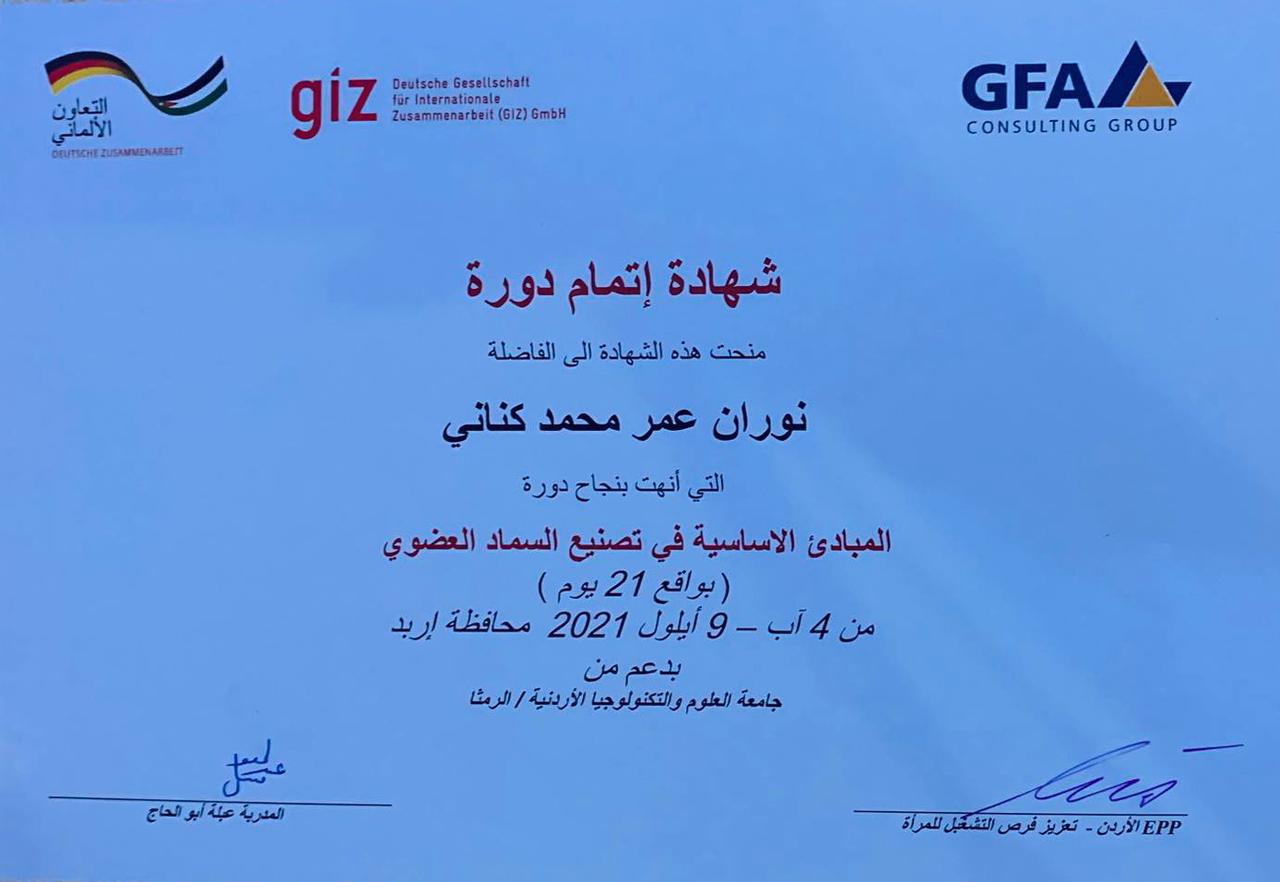 التعاون
الألماني
DEUTSCHE ZUSAMMENARBEIT
giz
Deutsche Gesellschaft
für Internationale
Zusammenarbeit (GIZ) GmbH
GFA
CONSULTING GROUP
شهادة إتمام دورة
منحت هذه الشهادة الى الفاضلة
نوران عمر محمد كناني
التي أنهت بنجاح دورة
المبادئ الاساسية في تصنيع السماد العضوي
( بواقع 21 يوم )
من 4 آب – 9 أيلول 2021 محافظة إربد
بدعم من
جامعة العلوم والتكنولوجيا الأردنية / الرمثا
EPP الأردن - تعزيز فرص التشغيل للمرأة
المدربة عبلة أبو الحاج